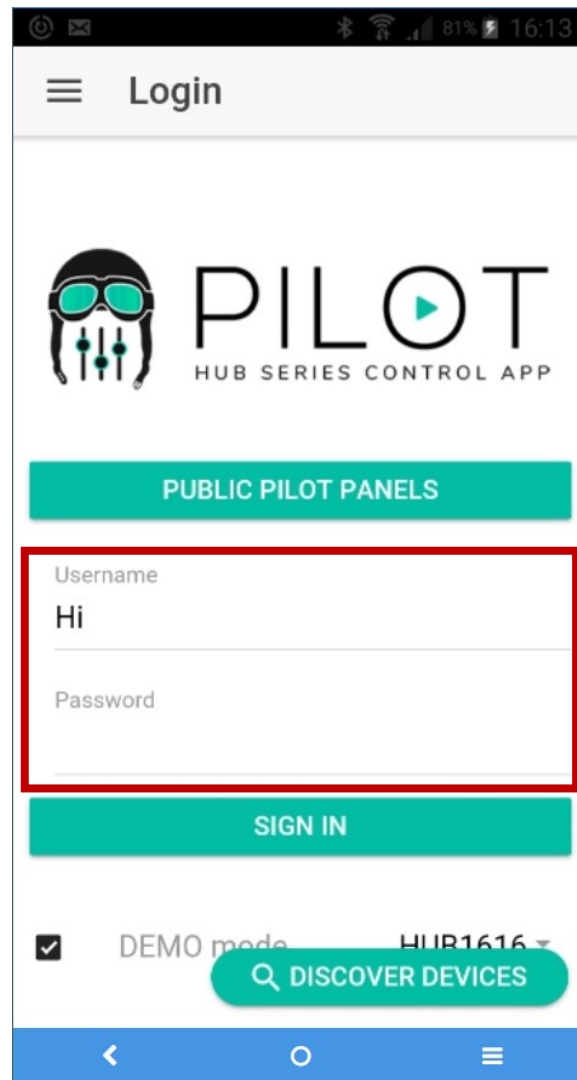 81% 16:13
Login
PILOT
HUB SERIES CONTROL APP
PUBLIC PILOT PANELS
Username
Hi
Password
SIGN IN
DEMO mode HUB1616
DISCOVER DEVICES